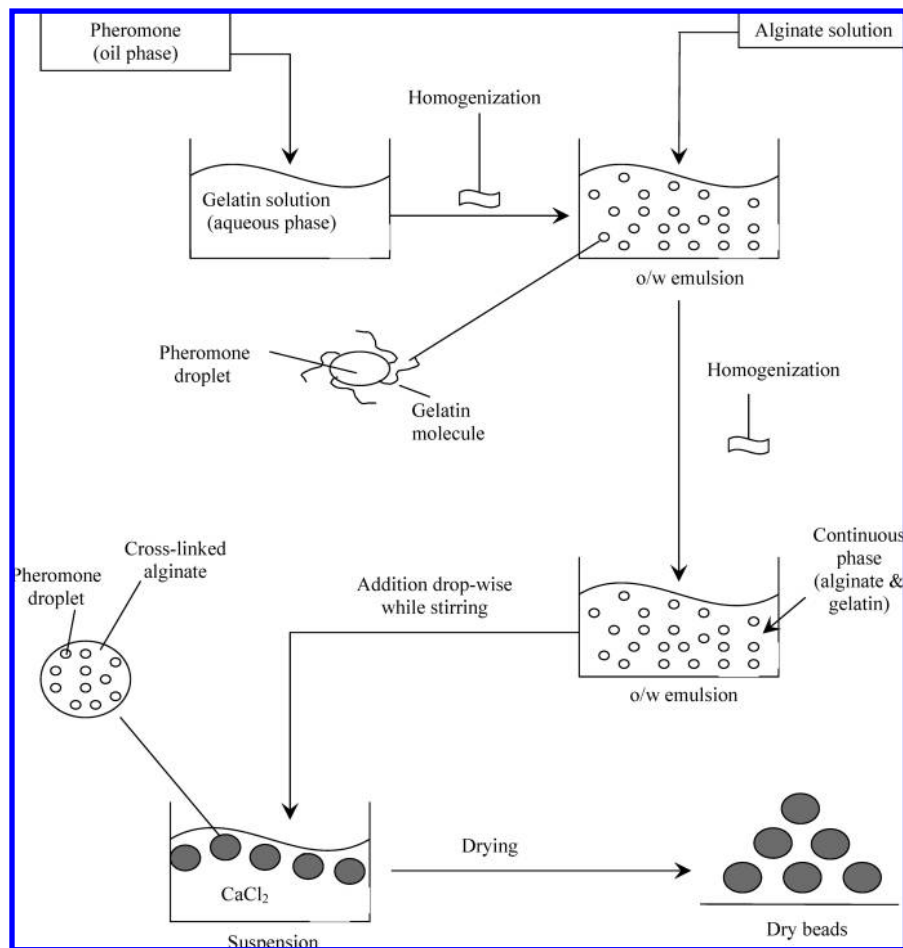 Pheromone
(oil phase)
Alginate solution
Homogenization
Gelatin solution
(aqueous phase)
o/w emulsion
Pheromone
droplet
Gelatin
molecule
Homogenization
Continuous
phase
(alginate &
gelatin)
Cross-linked
alginate
Pheromone
droplet
Addition drop-wise
while stirring
o/w emulsion
CaCl₂
Suspension
Drying
Dry beads